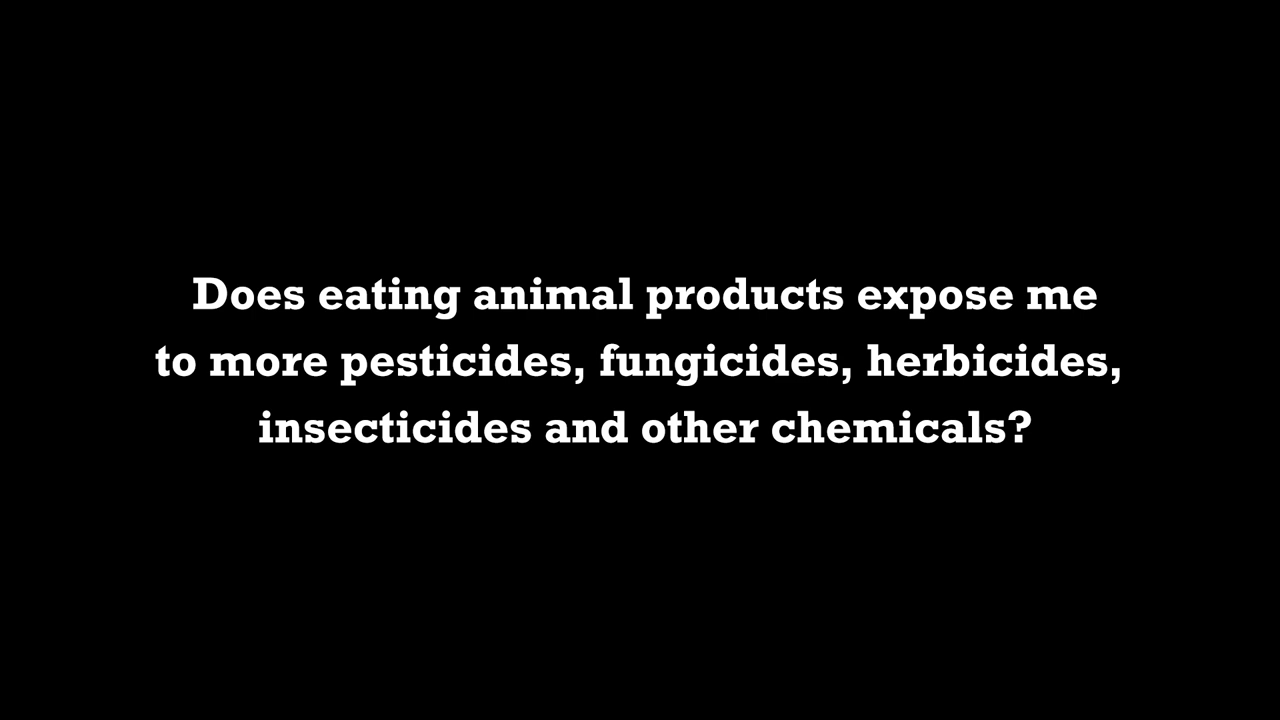 Does eating animal products expose me
to more pesticides, fungicides, herbicides,
insecticides and other chemicals?